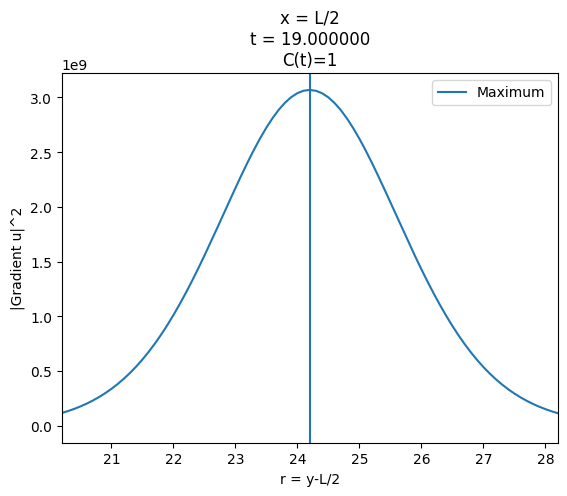 x = L/2
t = 19.000000
C(t)=1
1e9
Maximum
3.0
2.5
2.0
1.5
1.0
0.5
0.0
|Gradient u|^2
21
22
23
24
25
26
27
28
r = y-L/2